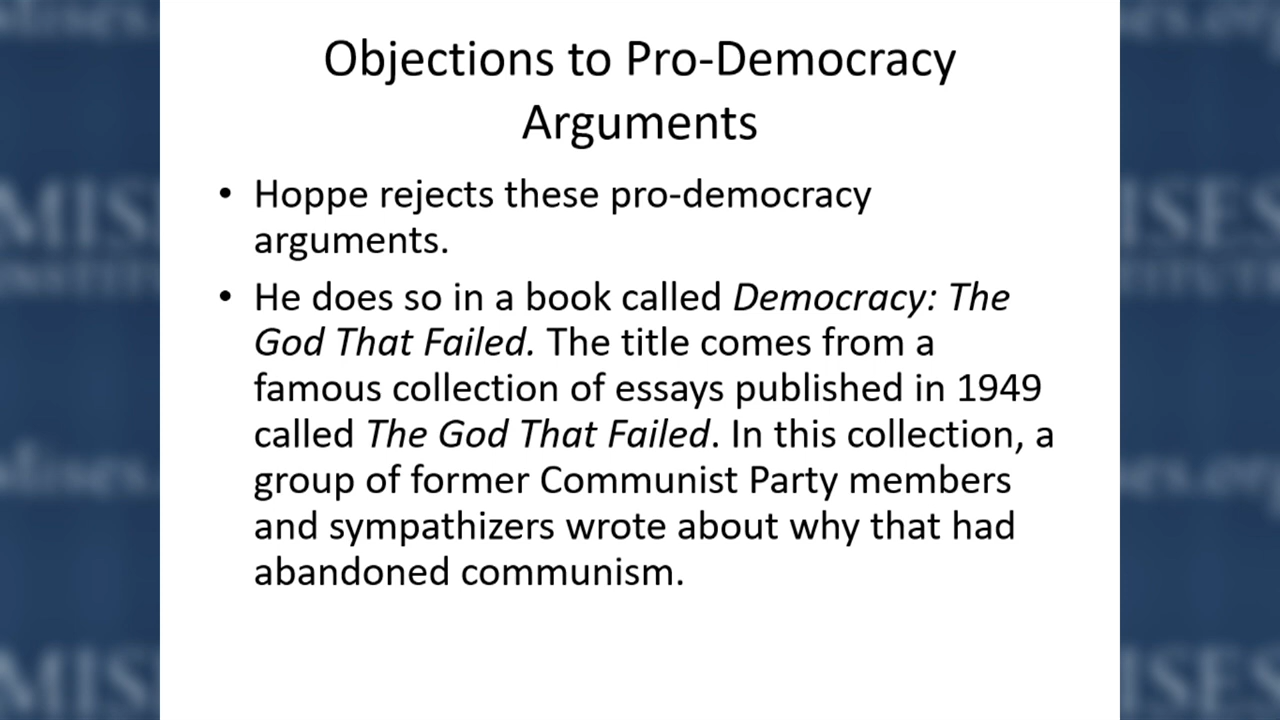 Objections to Pro-Democracy
Arguments
• Hoppe rejects these pro-democracy
arguments.
• He does so in a book called Democracy: The
God That Failed. The title comes from a
famous collection of essays published in 1949
called The God That Failed. In this collection, a
group of former Communist Party members
and sympathizers wrote about why that had
abandoned communism.